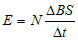 E = N ΔBS / Δt